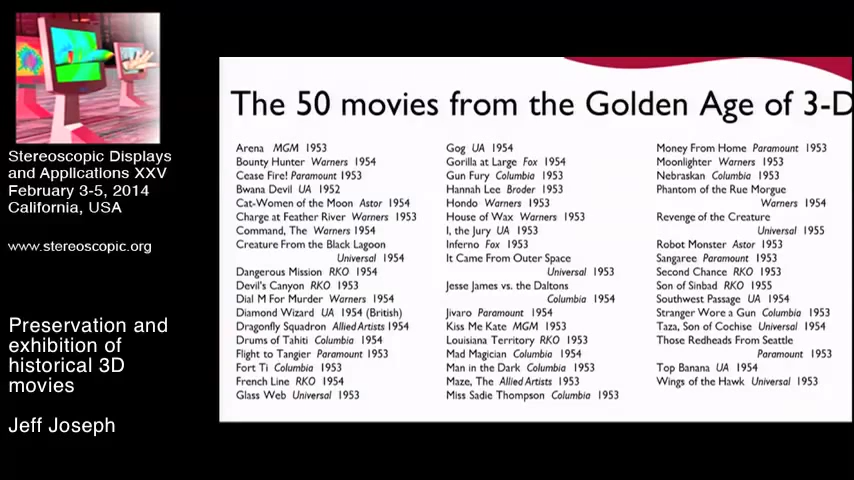 Stereoscopic Displays
and Applications XXV
February 3-5, 2014
California, USA
www.stereoscopic.org
Preservation and
exhibition of
historical 3D
movies
Jeff Joseph
The 50 movies from the Golden Age of 3-D
Arena MGM 1953
Bounty Hunter Warners 1954
Cease Fire! Paramount 1953
Bwana Devil UA 1952
Cat-Women of the Moon Astor 1954
Charge at Feather River Warners 1953
Command, The Warners 1954
Creature From the Black Lagoon
Universal 1954
Dangerous Mission RKO 1954
Devil's Canyon RKO 1953
Dial M For Murder Warners 1954
Diamond Wizard UA 1954 (British)
Dragonfly Squadron Allied Artists 1954
Drums of Tahiti Columbia 1954
Flight to Tangier Paramount 1953
Fort Ti Columbia 1953
French Line RKO 1954
Glass Web Universal 1953
Gog UA 1954
Gorilla at Large Fox 1954
Gun Fury Columbia 1953
Hannah Lee Broder 1953
Hondo Warners 1953
House of Wax Warners 1953
I, the Jury UA 1953
Inferno Fox 1953
It Came From Outer Space
Universal 1953
Jesse James vs. the Daltons
Columbia 1954
Jivaro Paramount 1954
Kiss Me Kate MGM 1953
Louisiana Territory RKO 1953
Mad Magician Columbia 1954
Man in the Dark Columbia 1953
Maze, The Allied Artists 1953
Miss Sadie Thompson Columbia 1953
Money From Home Paramount 1953
Moonlighter Warners 1953
Nebraskan Columbia 1953
Phantom of the Rue Morgue
Warners 1954
Revenge of the Creature
Universal 1955
Robot Monster Astor 1953
Sangaree Paramount 1953
Second Chance RKO 1953
Son of Sinbad RKO 1955
Southwest Passage UA 1954
Stranger Wore a Gun Columbia 1953
Taza, Son of Cochise Universal 1954
Those Redheads From Seattle
Paramount 1953
Top Banana UA 1954
Wings of the Hawk Universal 1953